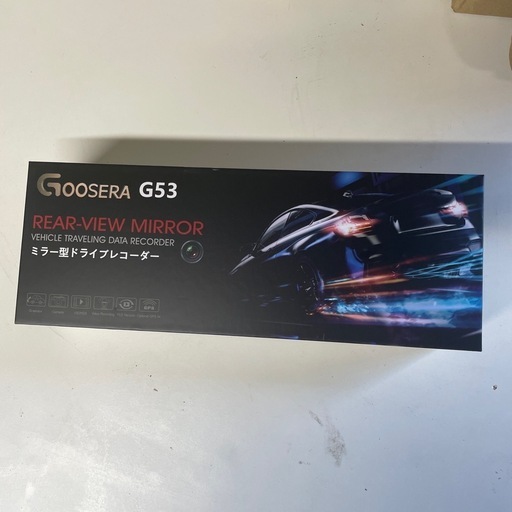 GOOSERA G53
REAR-VIEW MIRROR
VEHICLE TRAVELING DATA RECORDER
ミラー型ドライブレコーダー